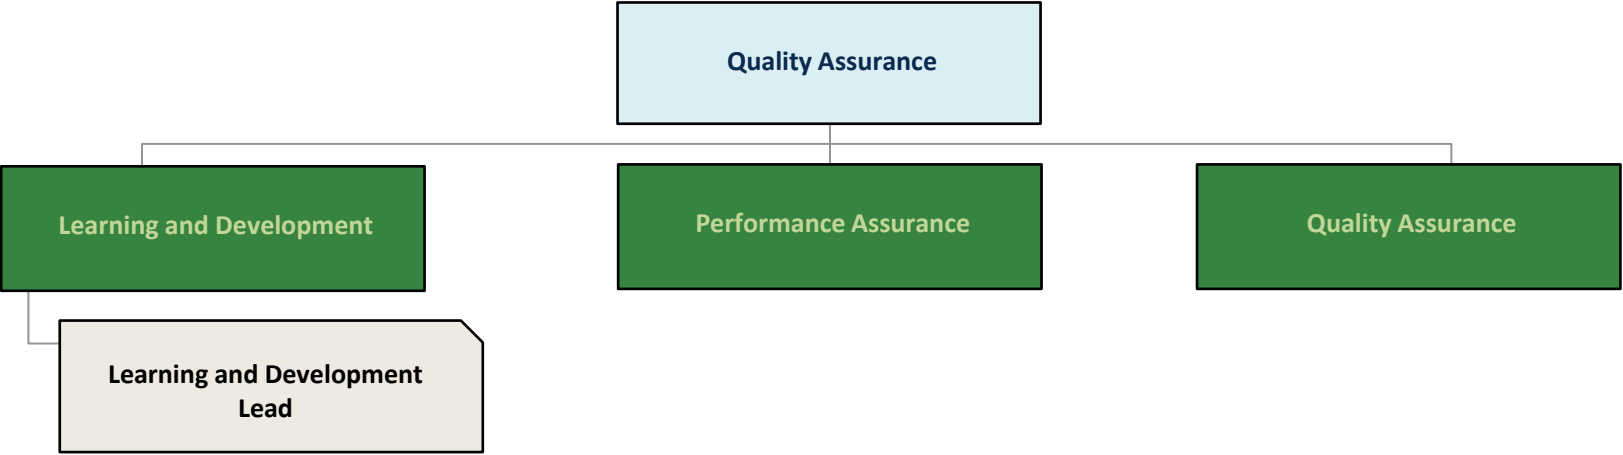 Quality Assurance
Learning and Development
Performance Assurance
Quality Assurance
Learning and Development
Lead